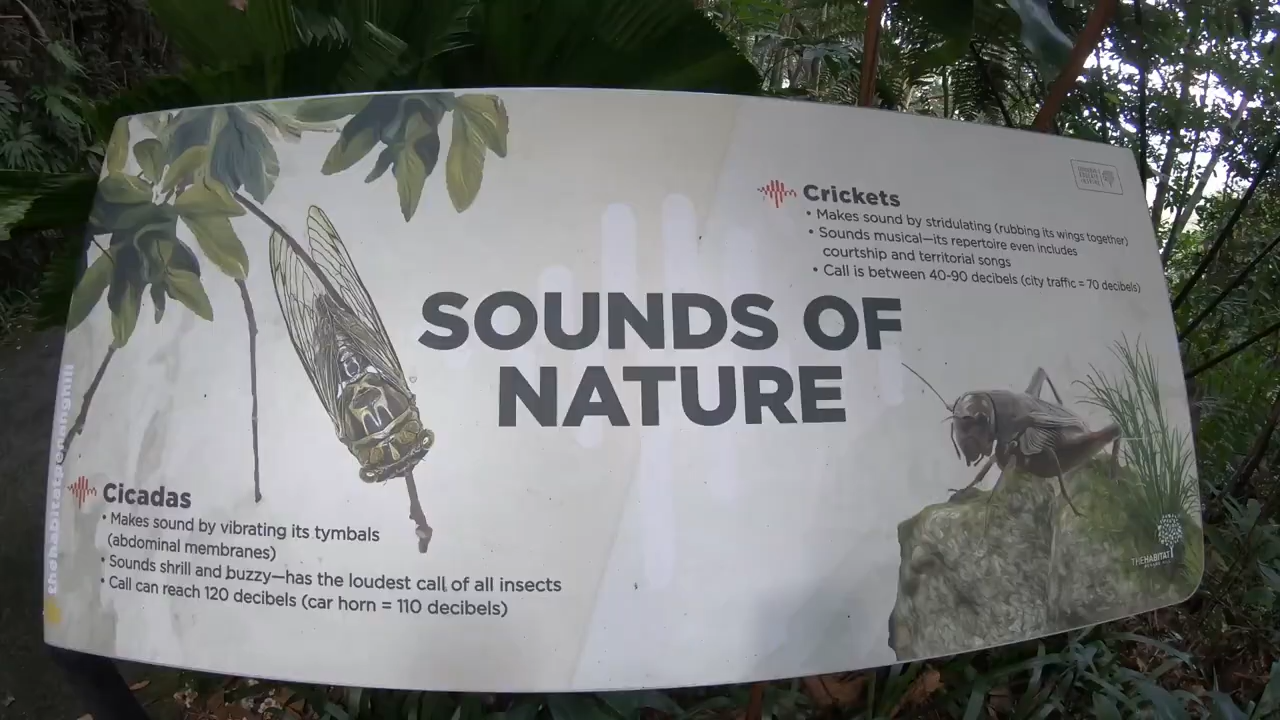 SOUNDS OF
NATURE
Crickets
• Makes sound by stridulating (rubbing its wings together)
• Sounds musical—its repertoire even includes
courtship and territorial songs
• Call is between 40-90 decibels (city traffic = 70 decibels)
Cicadas
• Makes sound by vibrating its tymbals
(abdominal membranes)
• Sounds shrill and buzzy—has the loudest call of all insects
• Call can reach 120 decibels (car horn = 110 decibels)
thehabitatpenanghill
THEHABITAT